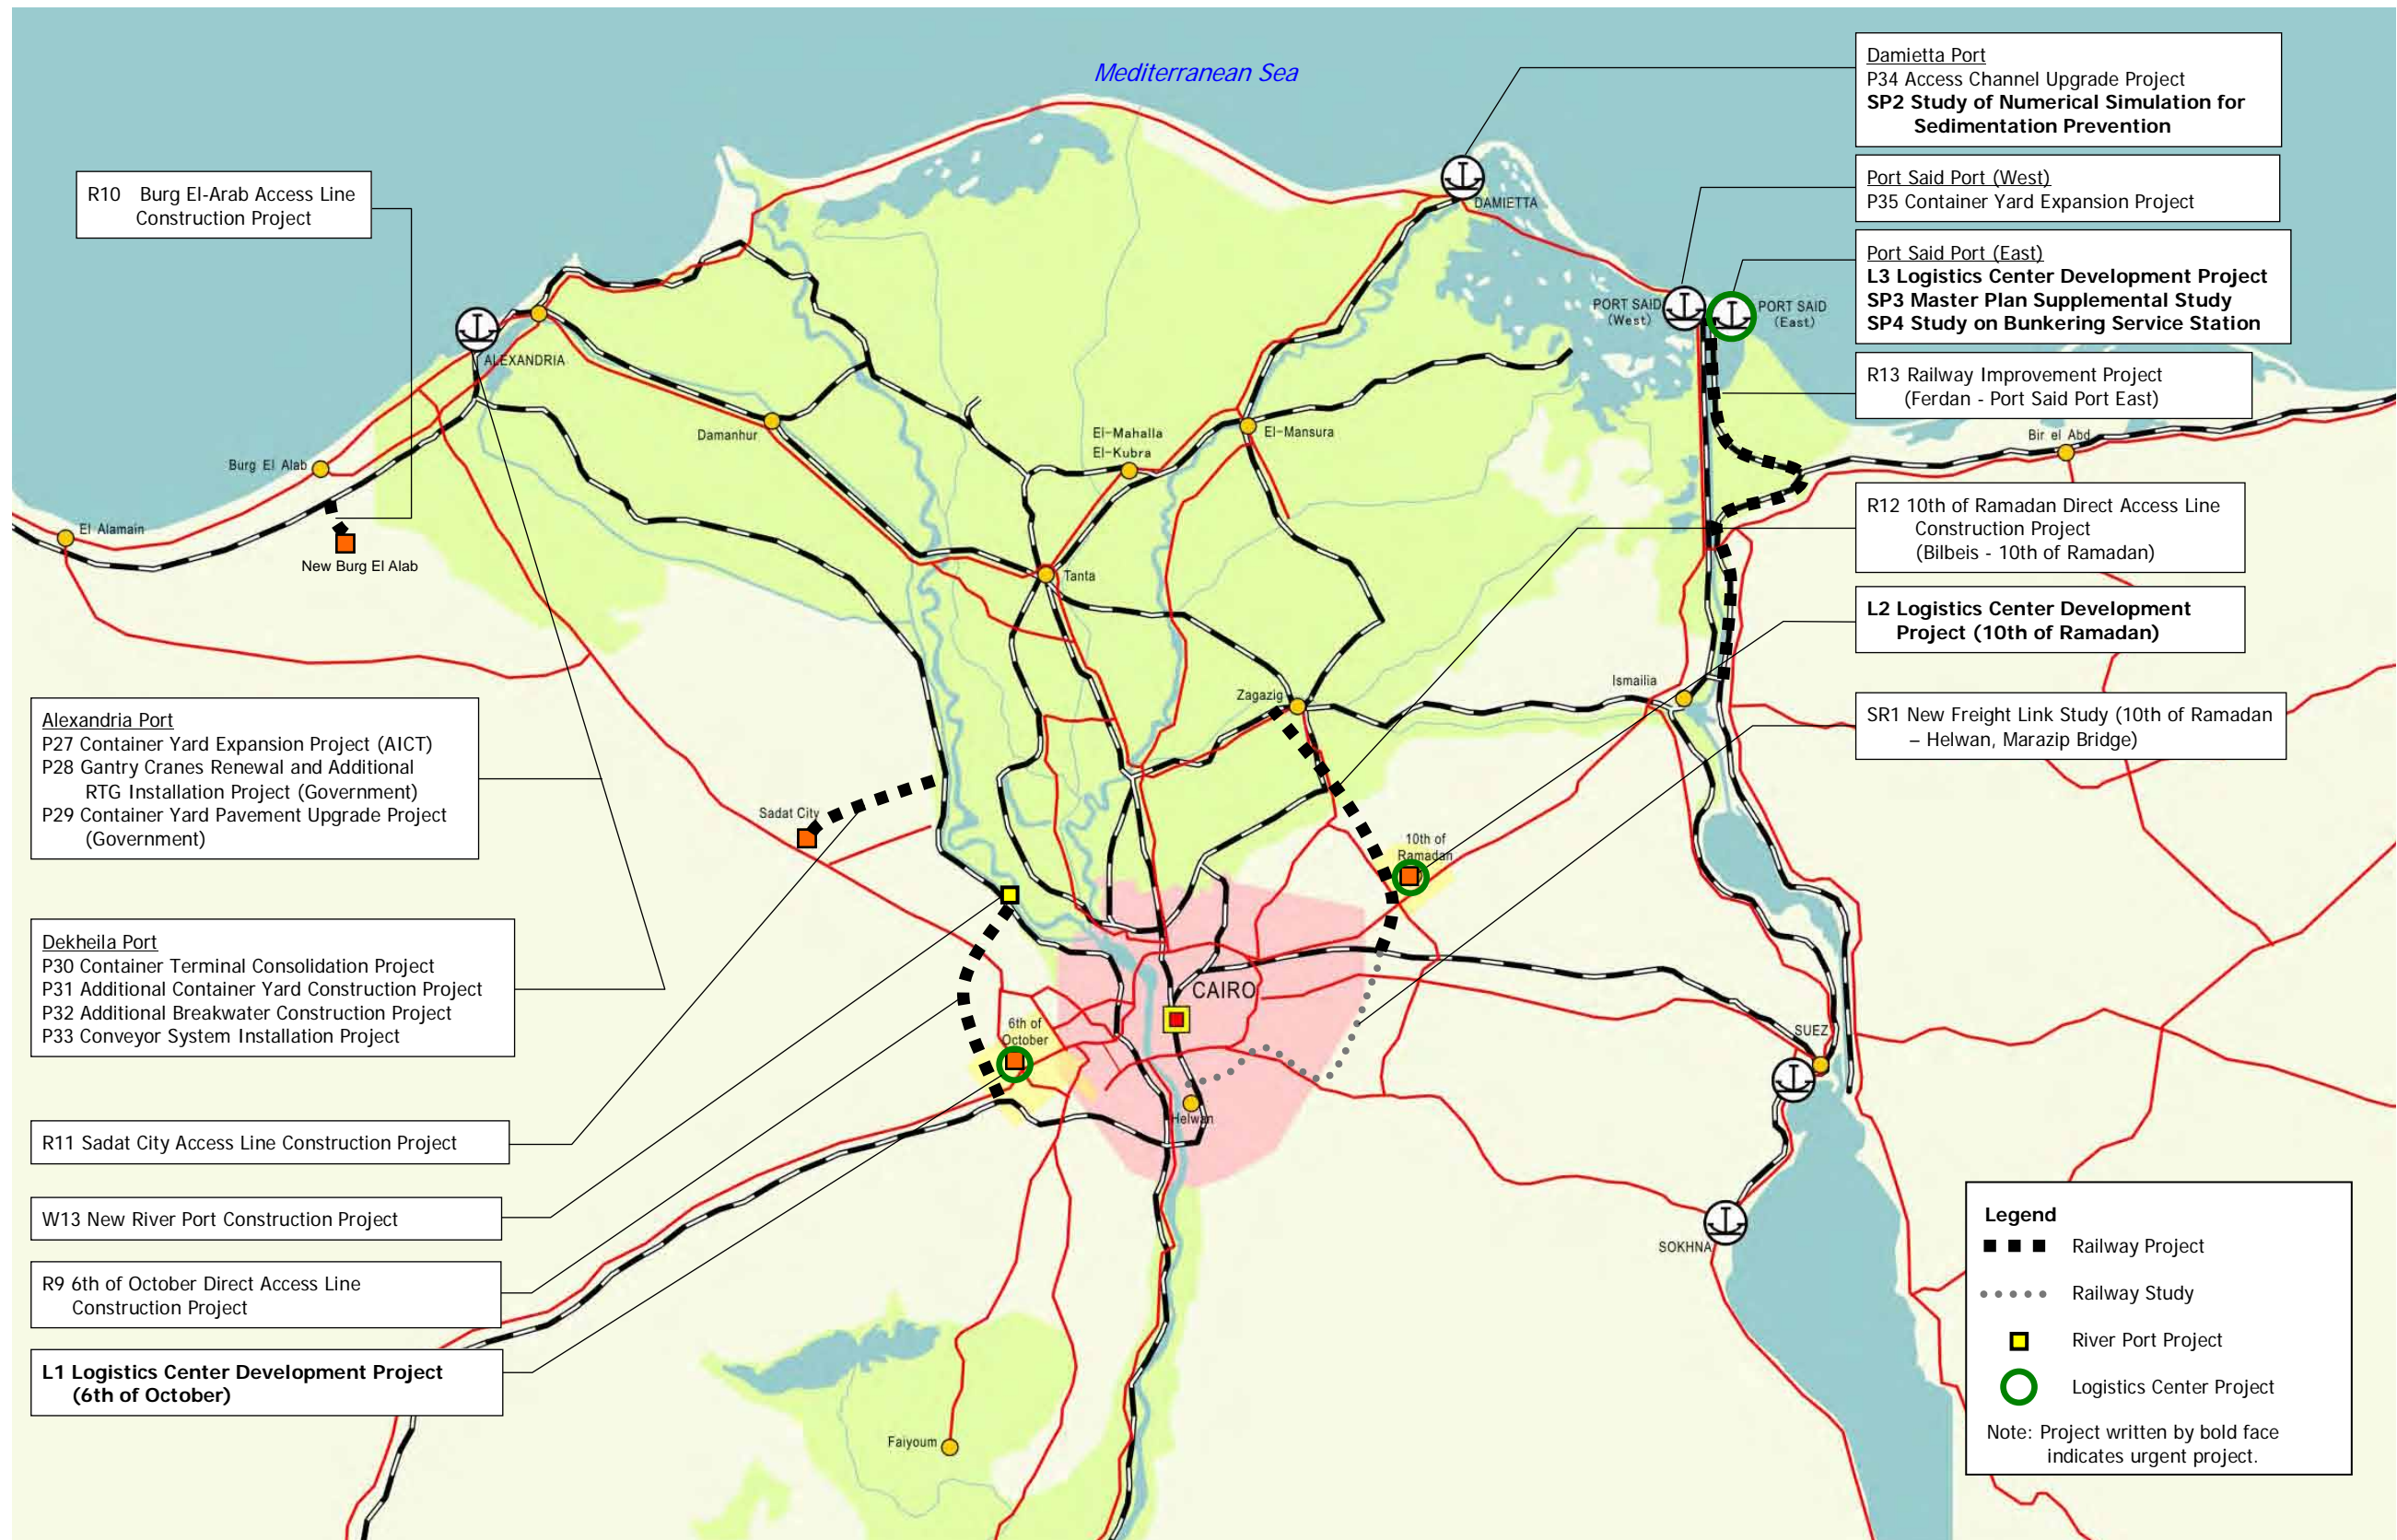 Mediterranean Sea
R10 Burg El-Arab Access Line
Construction Project
Alexandria Port
P27 Container Yard Expansion Project (AICT)
P28 Gantry Cranes Renewal and Additional
RTG Installation Project (Government)
P29 Container Yard Pavement Upgrade Project
(Government)
Dekheila Port
P30 Container Terminal Consolidation Project
P31 Additional Container Yard Construction Project
P32 Additional Breakwater Construction Project
P33 Conveyor System Installation Project
R11 Sadat City Access Line Construction Project
W13 New River Port Construction Project
R9 6th of October Direct Access Line
Construction Project
L1 Logistics Center Development Project
(6th of October)
Damietta Port
P34 Access Channel Upgrade Project
SP2 Study of Numerical Simulation for
Sedimentation Prevention
Port Said Port (West)
P35 Container Yard Expansion Project
Port Said Port (East)
L3 Logistics Center Development Project
SP3 Master Plan Supplemental Study
SP4 Study on Bunkering Service Station
R13 Railway Improvement Project
(Ferdan - Port Said Port East)
R12 10th of Ramadan Direct Access Line
Construction Project
(Bilbeis - 10th of Ramadan)
L2 Logistics Center Development
Project (10th of Ramadan)
SR1 New Freight Link Study (10th of Ramadan
– Helwan, Marazip Bridge)
DAMIETTA
PORT SAID
(West)
PORT SAID
(East)
ALEXANDRIA
Damanhur
El-Mahalla
El-Kubra
El-Mansura
Bir el Abd
Burg El Alab
El Alamain
New Burg El Alab
Tanta
Zagazig
Ismailia
Sadat City
10th of
Ramadan
CAIRO
6th of
October
SUEZ
Helwan
SOKHNA
Faiyoum
Legend
Railway Project
Railway Study
River Port Project
Logistics Center Project
Note: Project written by bold face
indicates urgent project.